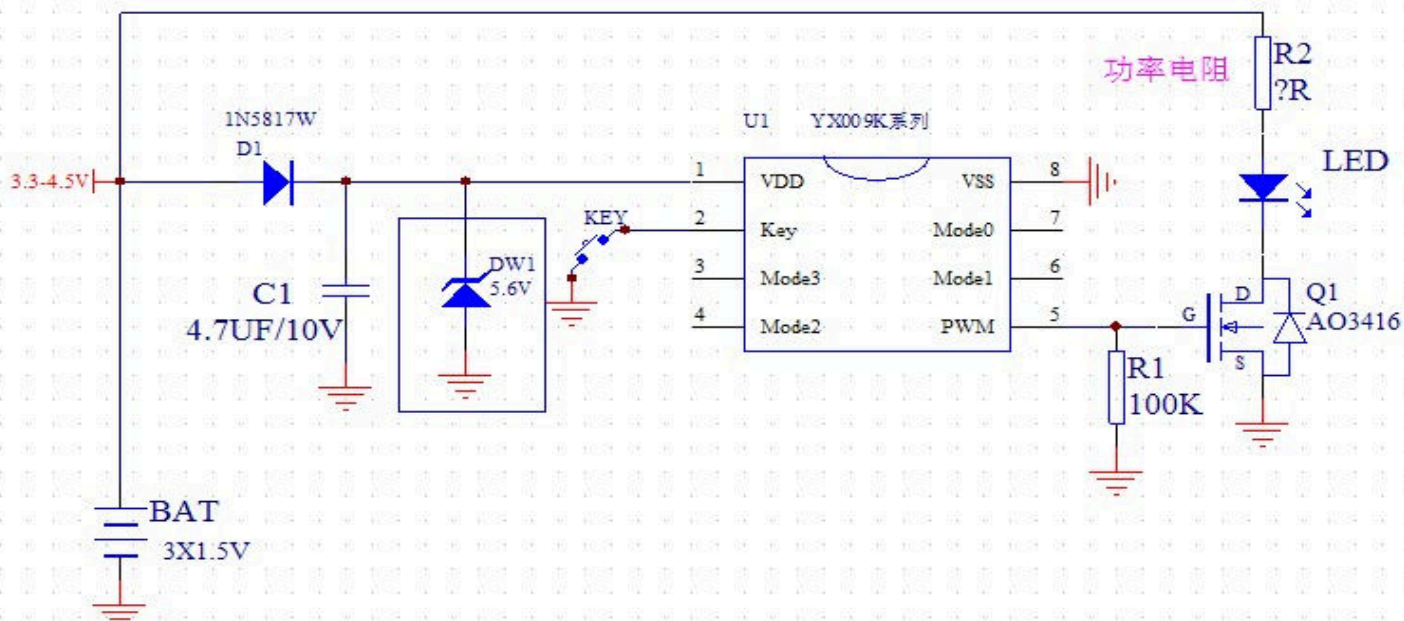 功率电阻
R2
?R
1N5817W
D1
U1 YX009K系列
LED
3.3-4.5V
1 VDD VSS 8
KEY
2 Key Mode0 7
DW1
5.6V
3 Mode3 Mode1 6
C1
4.7UF/10V
4 Mode2 PWM 5
G D S
Q1
AO3416
R1
100K
BAT
3X1.5V